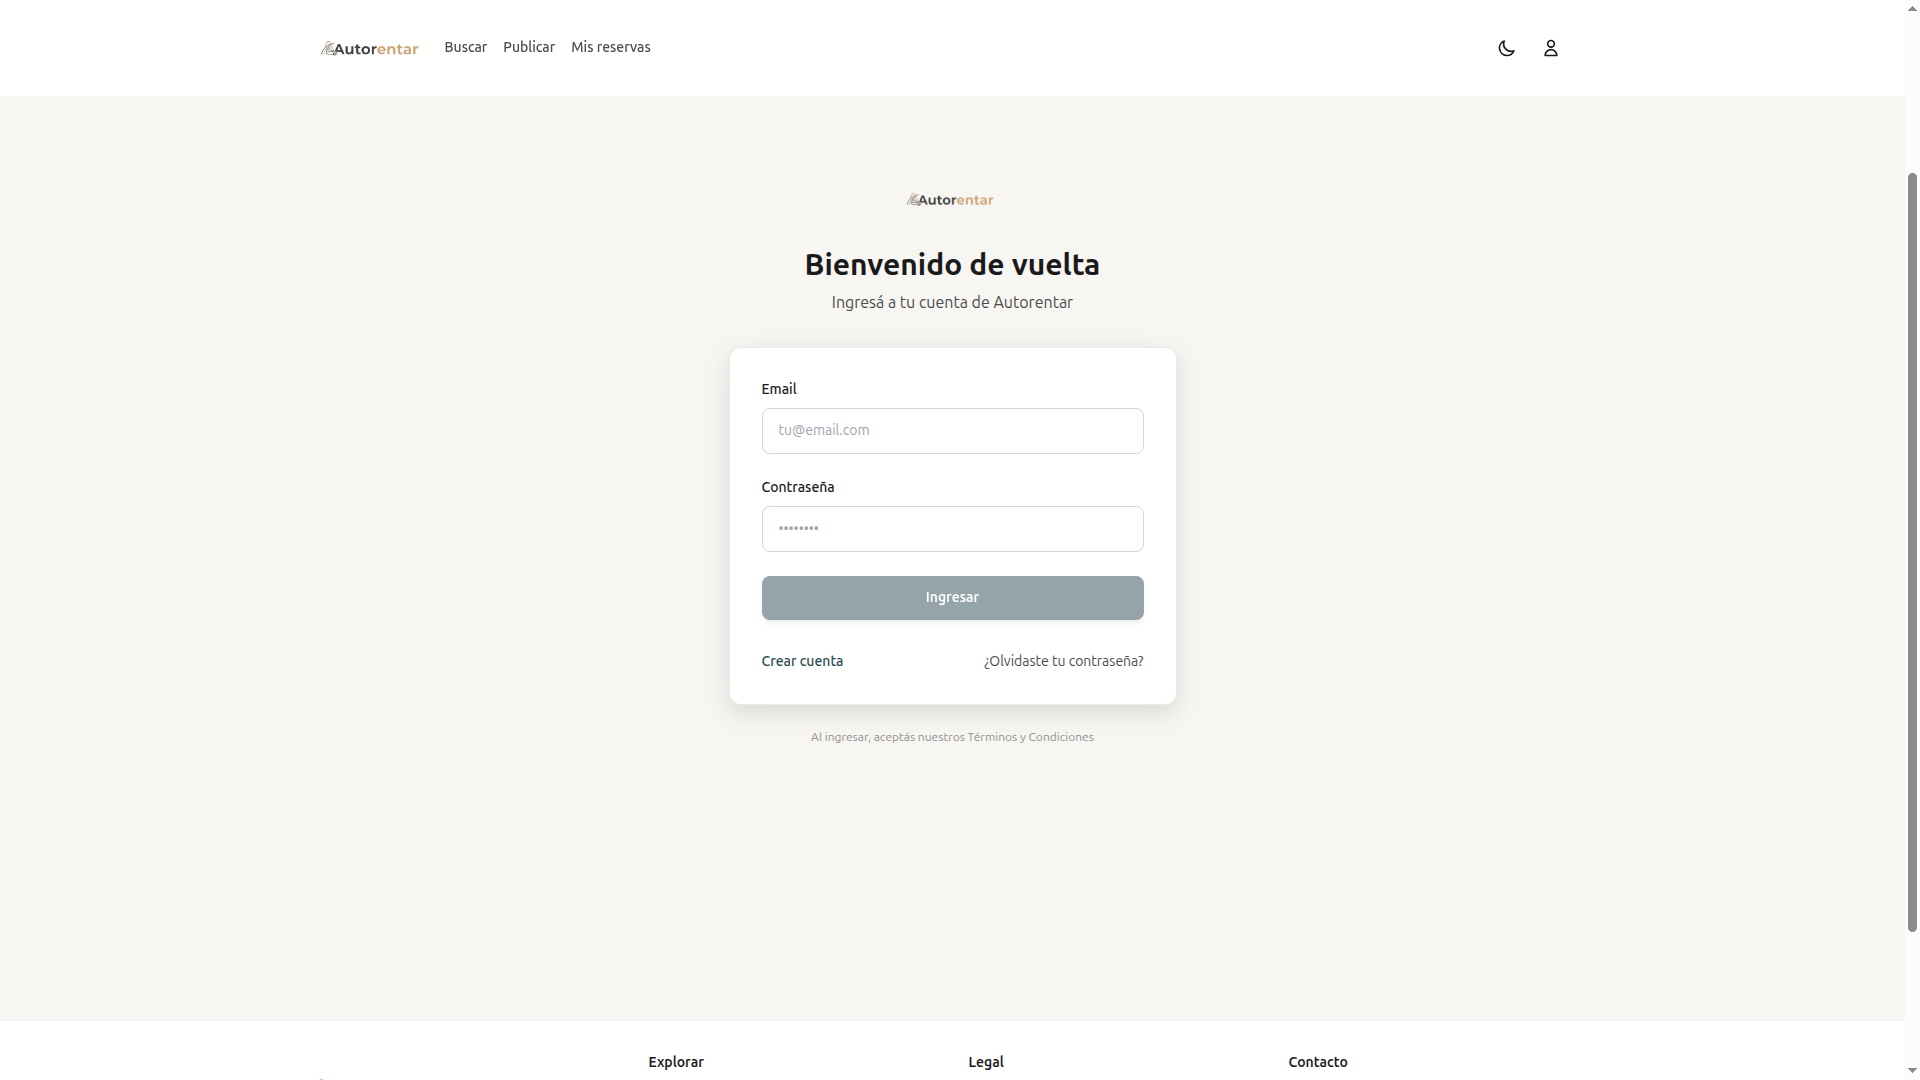 Autorentar
Buscar
Publicar
Mis reservas
Autorentar
Bienvenido de vuelta
Ingresá a tu cuenta de Autorentar
Email
tu@email.com
Contraseña
••••••••
Ingresar
Crear cuenta
¿Olvidaste tu contraseña?
Al ingresar, aceptás nuestros Términos y Condiciones
Explorar
Legal
Contacto